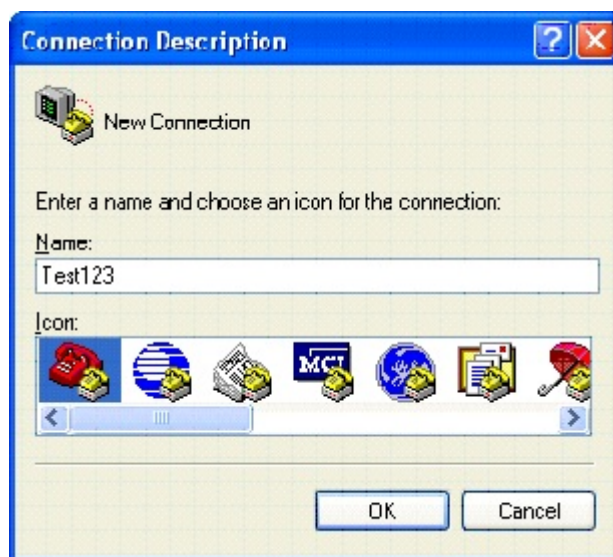 Connection Description
New Connection
Enter a name and choose an icon for the connection:
Name:
Test123
Icon:
MCI
OK Cancel